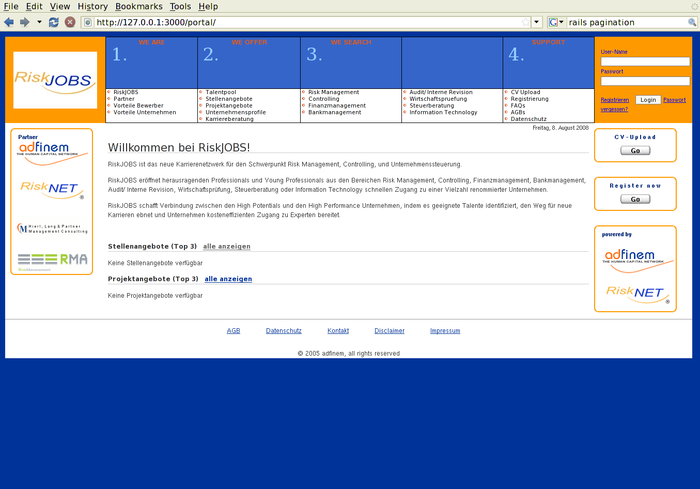 File Edit View History Bookmarks Tools Help
http://127.0.0.1:3000/portal/
rails pagination
RiskJOBS
WE ARE
1.
RiskJOBS
Partner
Vorteile Bewerber
Vorteile Unternehmen
WE OFFER
2.
Talentpool
Stellenangebote
Projektangebote
Unternehmensprofile
Karriereberatung
WE SEARCH
3.
Risk Management
Controlling
Finanzmanagement
Bankmanagement
Audit/ Interne Revision
Wirtschaftspruefung
Steuerberatung
Information Technology
SUPPORT
4.
CV Upload
Registrierung
FAQs
AGBs
Datenschutz
User-Name
Passwort
Registrieren Login Passwort
vergessen?
Freitag, 8. August 2008
Partner
adfinem
THE HUMAN CAPITAL NETWORK
RiskNET
Hierl, Lang & Partner
Management Consulting
RMA
Willkommen bei RiskJOBS!
RiskJOBS ist das neue Karrierenetzwerk für den Schwerpunkt Risk Management, Controlling, und Unternehmenssteuerung.
RiskJOBS eröffnet herausragenden Professionals und Young Professionals aus den Bereichen Risk Management, Controlling, Finanzmanagement, Bankmanagement,
Audit/ Interne Revision, Wirtschaftsprüfung, Steuerberatung oder Information Technology schnellen Zugang zu einer Vielzahl renommierter Unternehmen.
RiskJOBS schafft Verbindung zwischen den High Potentials und den High Performance Unternehmen, indem es geeignete Talente identifiziert, den Weg für neue
Karrieren ebnet und Unternehmen kosteneffizienten Zugang zu Experten bereitet
Stellenangebote (Top 3) alle anzeigen
Keine Stellenangebote verfügbar
Projektangebote (Top 3) alle anzeigen
Keine Projektangebote verfügbar
CV-Upload
Go
Register now
Go
powered by
adfinem
THE HUMAN CAPITAL NETWORK
RiskNET
AGB Datenschutz Kontakt Disclaimer Impressum
© 2005 adfinem, all rights reserved